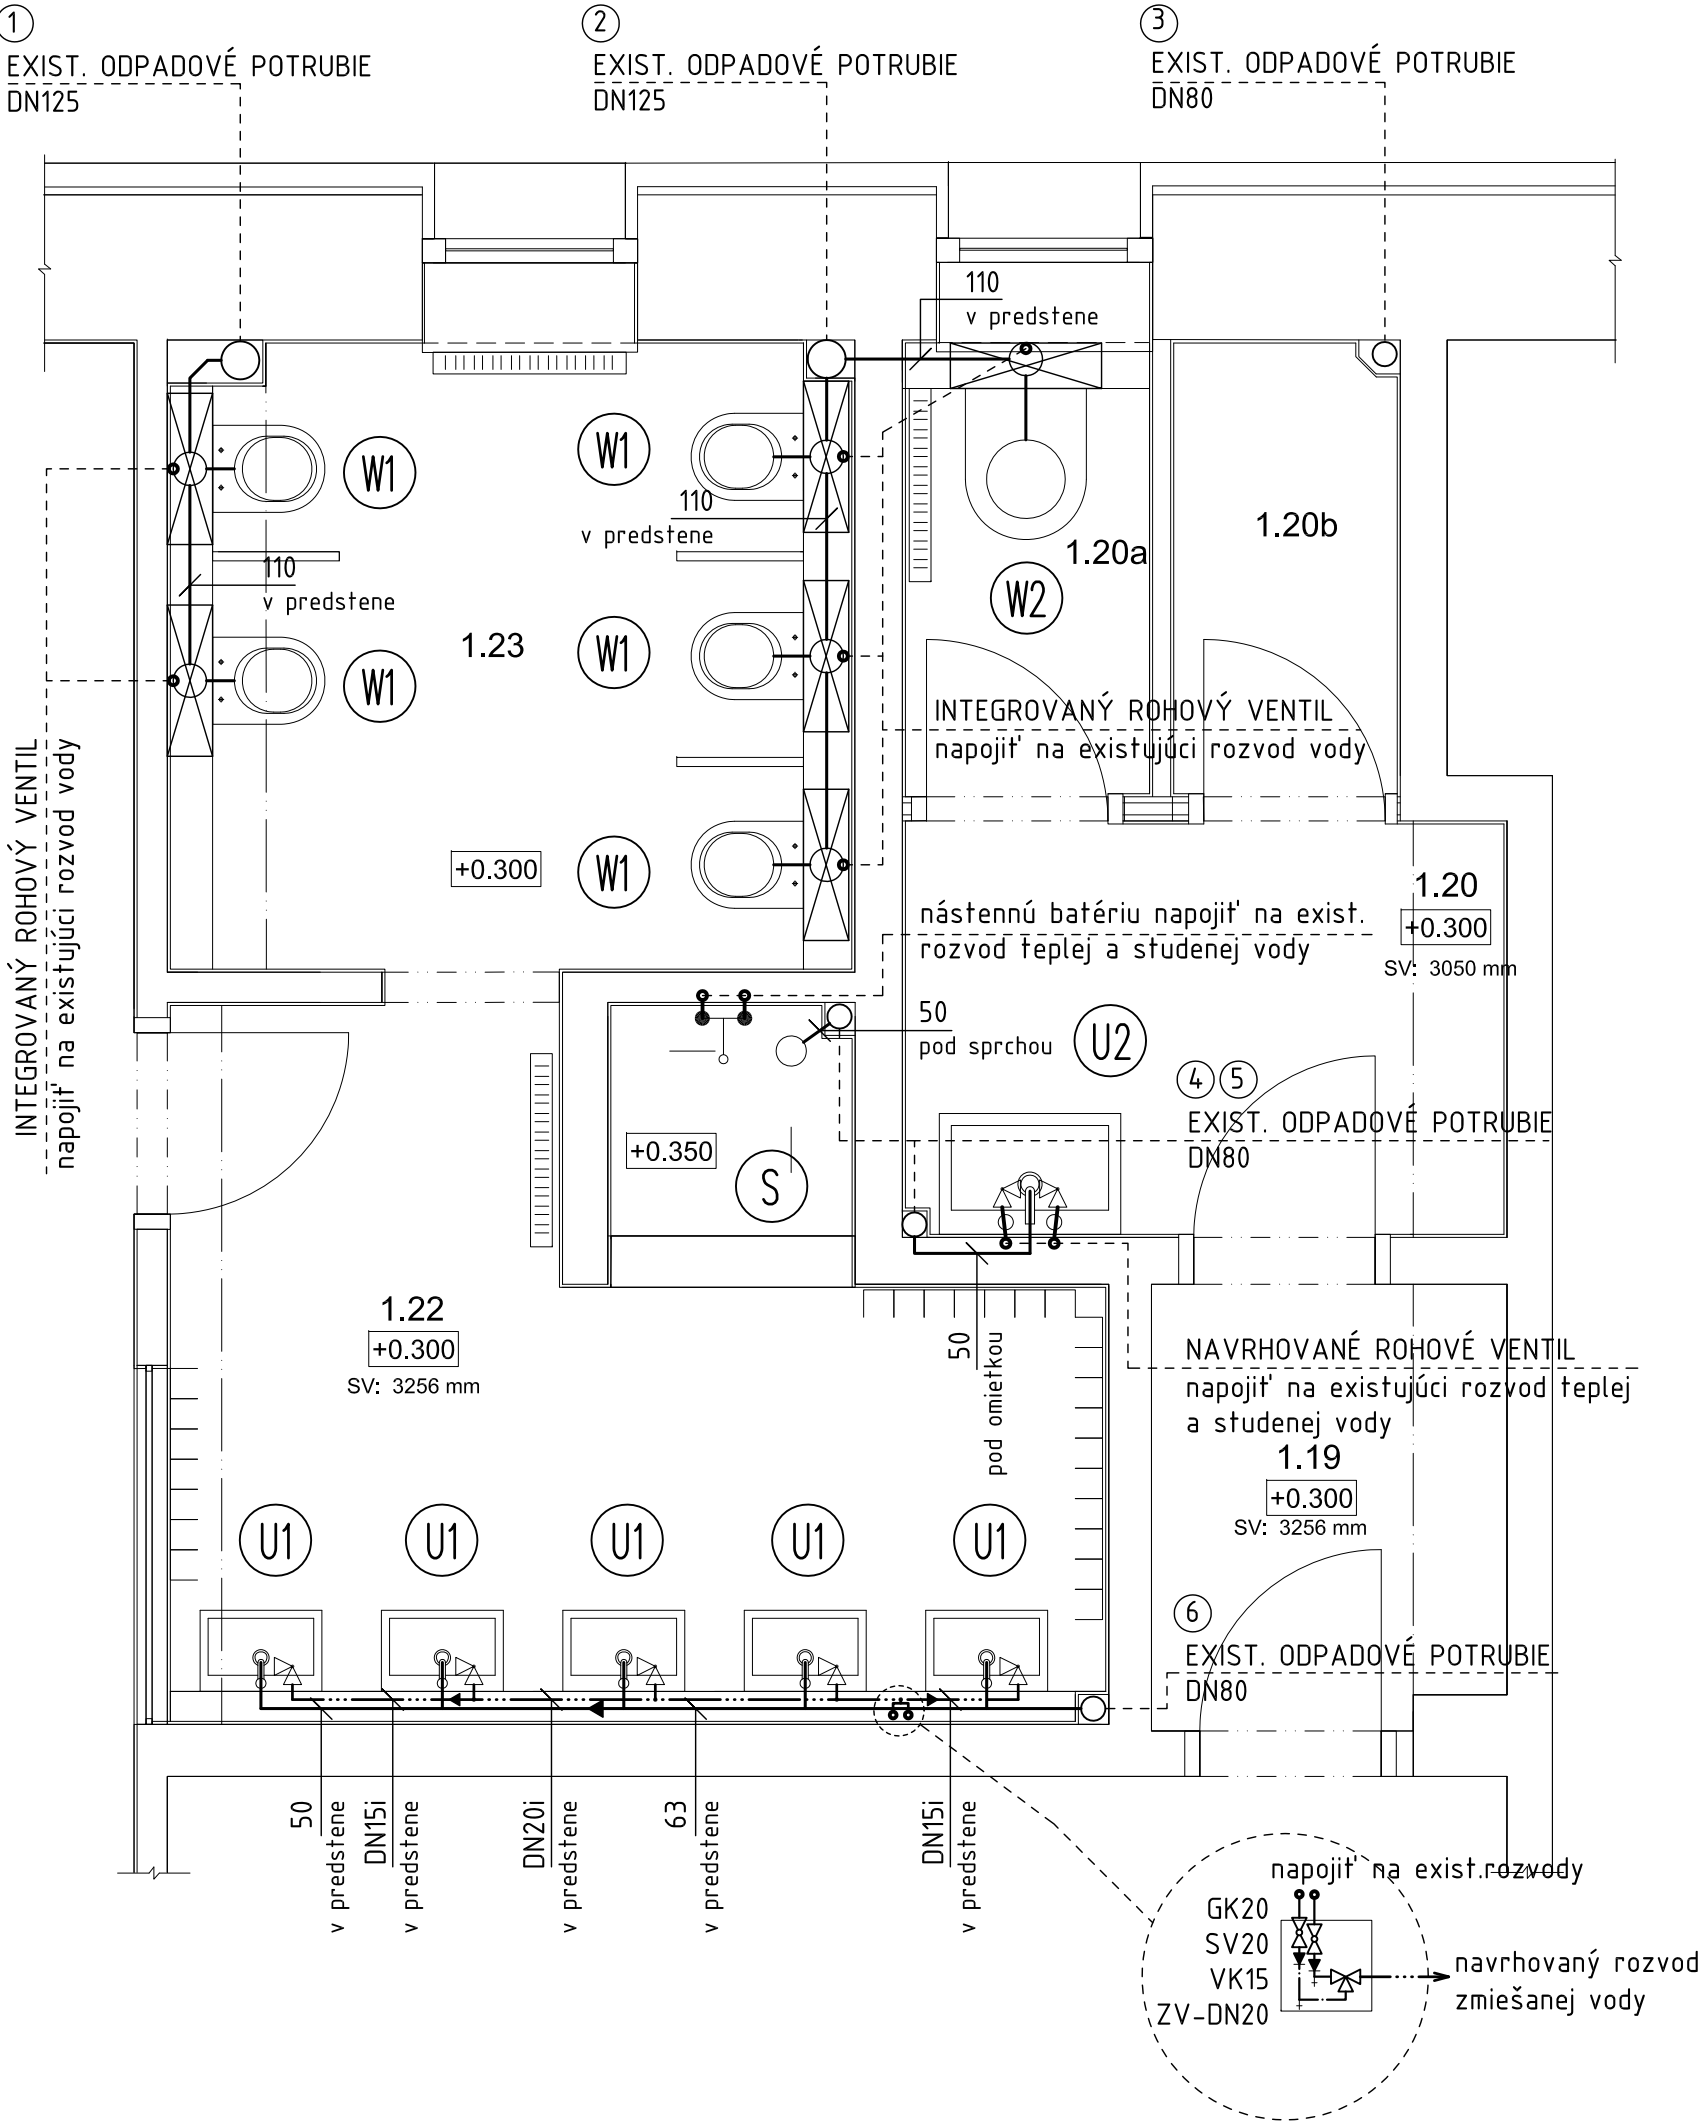 1
EXIST. ODPADOVÉ POTRUBIE
DN125
2
EXIST. ODPADOVÉ POTRUBIE
DN125
3
EXIST. ODPADOVÉ POTRUBIE
DN80
110
v predstene
W1
W1
110
v predstene
1.20a
1.20b
W2
110
v predstene
1.23
W1
W1
INTEGROVANÝ ROHOVÝ VENTIL
napojiť na existujúci rozvod vody
INTEGROVANÝ ROHOVÝ VENTIL
napojiť na existujúci rozvod vody
+0.300
W1
1.20
+0.300
SV: 3050 mm
nástennú batériu napojiť na exist.
rozvod teplej a studenej vody
50
pod sprchou
U2
4
5
EXIST. ODPADOVÉ POTRUBIE
DN80
+0.350
S
1.22
+0.300
SV: 3256 mm
50
pod omietkou
NAVRHOVANÉ ROHOVÉ VENTIL
napojiť na existujúci rozvod teplej
a studenej vody
1.19
+0.300
SV: 3256 mm
U1
U1
U1
U1
U1
6
EXIST. ODPADOVÉ POTRUBIE
DN80
50
v predstene
DN15i
v predstene
DN20i
v predstene
63
v predstene
DN15i
v predstene
napojiť na exist.rozvody
GK20
SV20
VK15
ZV-DN20
navrhovaný rozvod
zmiešanej vody